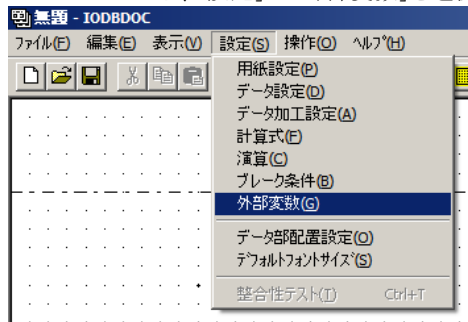 無題 - IODBDOC
ﾌｧｲﾙ(F) 編集(E) 表示(V) 設定(S) 操作(O) ﾍﾙﾌﾟ(H)
用紙設定(P)
データ設定(D)
データ加工設定(A)
計算式(F)
演算(C)
ブレーク条件(B)
外部変数(G)
データ部配置設定(O)
ﾃﾞﾌｫﾙﾄﾌｫﾝﾄｻｲｽﾞ(S)
整合性テスト(T) Ctrl+T